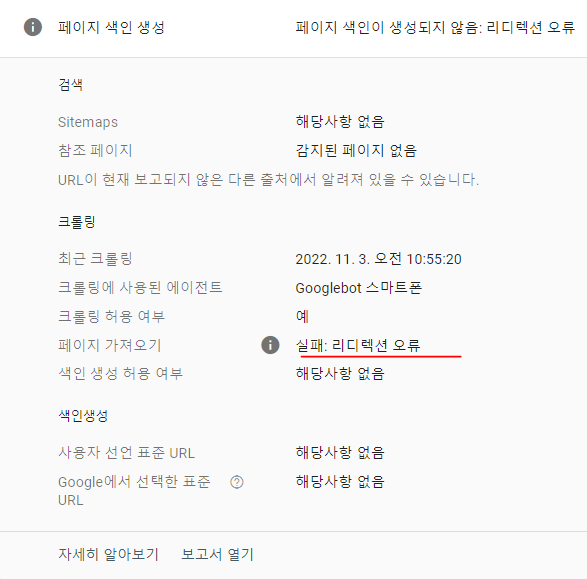 페이지 색인 생성 페이지 색인이 생성되지 않음: 리디렉션 오류
검색
Sitemaps 해당사항 없음
참조 페이지 감지된 페이지 없음
URL이 현재 보고되지 않은 다른 출처에서 알려져 있을 수 있습니다.
크롤링
최근 크롤링 2022. 11. 3. 오전 10:55:20
크롤링에 사용된 에이전트 Googlebot 스마트폰
크롤링 허용 여부 예
페이지 가져오기 실패: 리디렉션 오류
색인 생성 허용 여부 해당사항 없음
색인생성
사용자 선언 표준 URL 해당사항 없음
Google에서 선택한 표준 해당사항 없음
URL
자세히 알아보기 보고서 열기